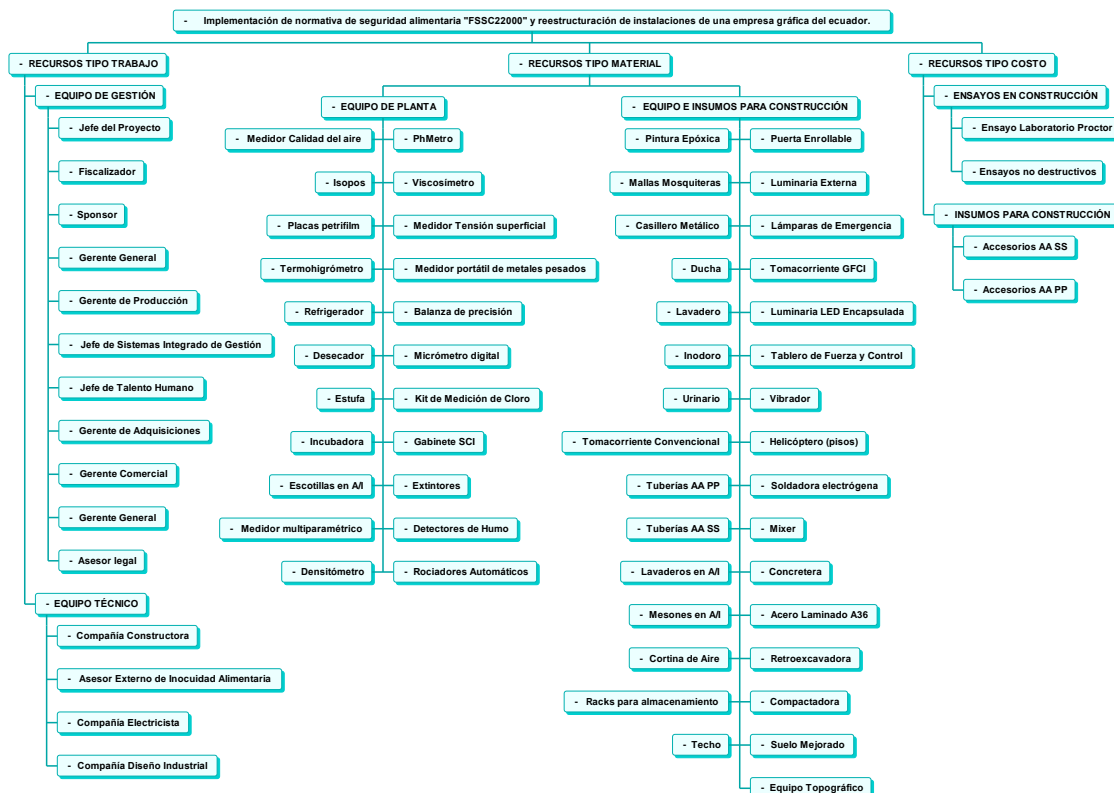 - Implementación de normativa de seguridad alimentaria "FSSC22000" y reestructuración de instalaciones de una empresa gráfica del ecuador.
- RECURSOS TIPO TRABAJO
- EQUIPO DE GESTIÓN
- Jefe del Proyecto
- Fiscalizador
- Sponsor
- Gerente General
- Gerente de Producción
- Jefe de Sistemas Integrado de Gestión
- Jefe de Talento Humano
- Gerente de Adquisiciones
- Gerente Comercial
- Gerente General
- Asesor legal
- EQUIPO TÉCNICO
- Compañía Constructora
- Asesor Externo de Inocuidad Alimentaria
- Compañía Electricista
- Compañía Diseño Industrial
- RECURSOS TIPO MATERIAL
- EQUIPO DE PLANTA
- Medidor Calidad del aire
- PhMetro
- Isopos
- Viscosímetro
- Placas petrifilm
- Medidor Tensión superficial
- Termohigrómetro
- Medidor portátil de metales pesados
- Refrigerador
- Balanza de precisión
- Desecador
- Micrómetro digital
- Estufa
- Kit de Medición de Cloro
- Incubadora
- Gabinete SCI
- Escotillas en A/I
- Extintores
- Medidor multiparamétrico
- Detectores de Humo
- Densitómetro
- Rociadores Automáticos
- EQUIPO E INSUMOS PARA CONSTRUCCIÓN
- Pintura Epóxica
- Puerta Enrollable
- Mallas Mosquiteras
- Luminaria Externa
- Casillero Metálico
- Lámparas de Emergencia
- Ducha
- Tomacorriente GFCI
- Lavadero
- Luminaria LED Encapsulada
- Inodoro
- Tablero de Fuerza y Control
- Urinario
- Vibrador
- Tomacorriente Convencional
- Helicóptero (pisos)
- Tuberías AA PP
- Soldadora electrógena
- Tuberías AA SS
- Mixer
- Lavaderos en A/I
- Concretera
- Mesones en A/I
- Acero Laminado A36
- Cortina de Aire
- Retroexcavadora
- Racks para almacenamiento
- Compactadora
- Techo
- Suelo Mejorado
- Equipo Topográfico
- RECURSOS TIPO COSTO
- ENSAYOS EN CONSTRUCCIÓN
- Ensayo Laboratorio Proctor
- Ensayos no destructivos
- INSUMOS PARA CONSTRUCCIÓN
- Accesorios AA SS
- Accesorios AA PP